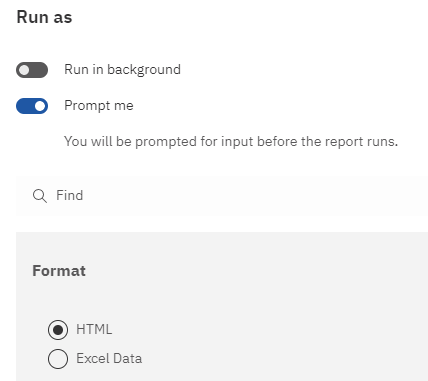 Run as
Run in background
Prompt me
You will be prompted for input before the report runs.
Find
Format
HTML
Excel Data